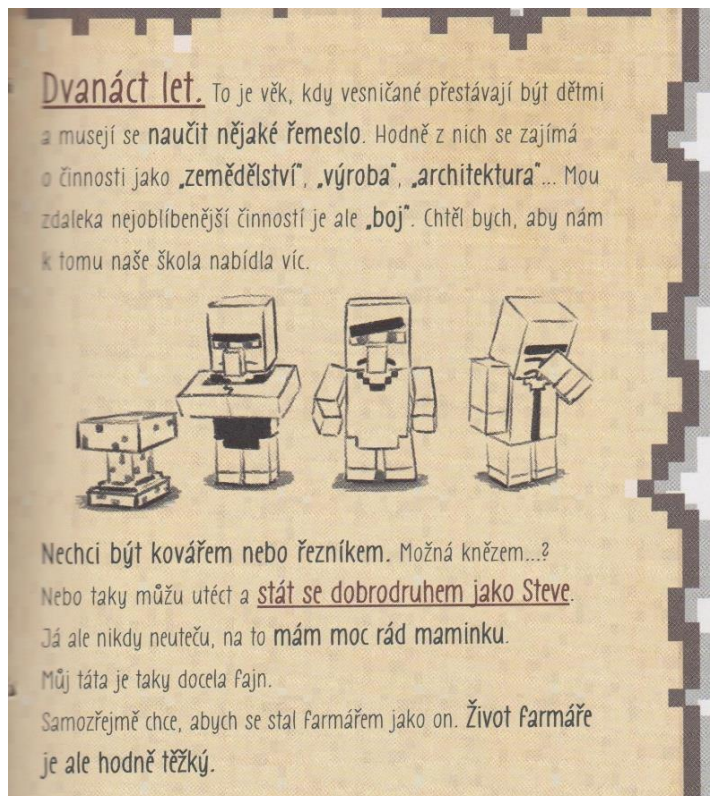 Dvanáct let. To je věk, kdy vesničané přestávají být dětmi
a musejí se naučit nějaké řemeslo. Hodně z nich se zajímá
o činnosti jako „zemědělství“, „výroba“, „architektura“... Mou
zdaleka nejoblíbenější činností je ale „boj“. Chtěl bych, aby nám
k tomu naše škola nabídla víc.
Nechci být kovářem nebo řezníkem. Možná knězem...?
Nebo taky můžu utéct a stát se dobrodruhem jako Steve.
Já ale nikdy neuteču, na to mám moc rád maminku.
Můj táta je taky docela fajn.
Samozřejmě chce, abych se stal farmářem jako on. Život farmáře
je ale hodně těžký.